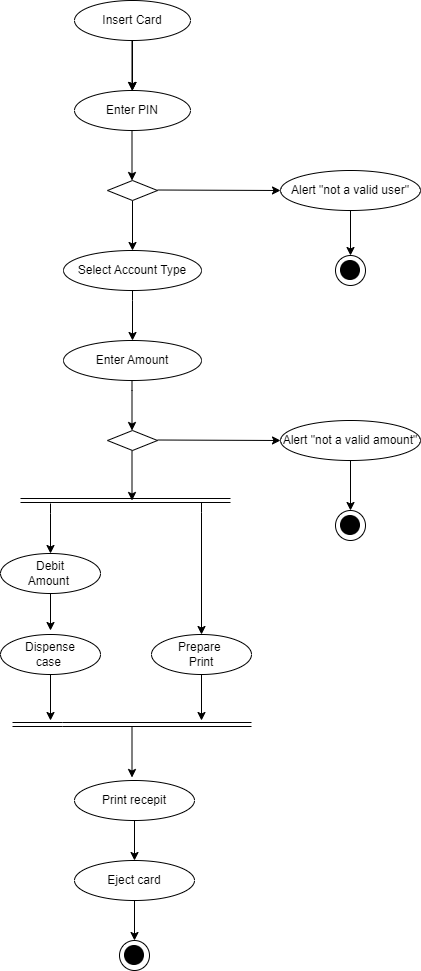 Insert Card
Enter PIN
Alert "not a valid user"
Select Account Type
Enter Amount
Alert "not a valid amount"
Debit
Amount
Dispense
case
Prepare
Print
Print recepit
Eject card